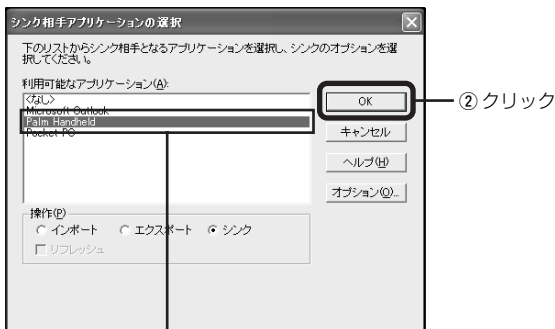 シンク相手アプリケーションの選択
下のリストからシンク相手となるアプリケーションを選択し、シンクのオプションを選
択してください。
利用可能なアプリケーション(A):
<なし>
Microsoft Outlook
Palm Handheld
Pocket PC
OK
② クリック
キャンセル
ヘルプ(H)
オプション(O)...
操作(P)
インポート エクスポート シンク
リフレッシュ